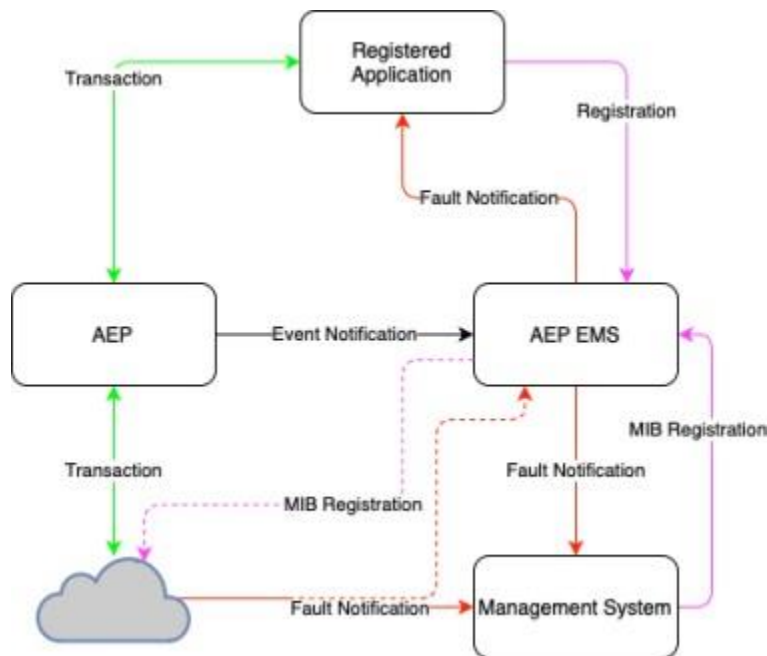 Registered
Application
Transaction
Registration
Fault Notification
AEP
Event Notification
AEP EMS
MIB Registration
Transaction
Fault Notification
MIB Registration
Fault Notification
Management System